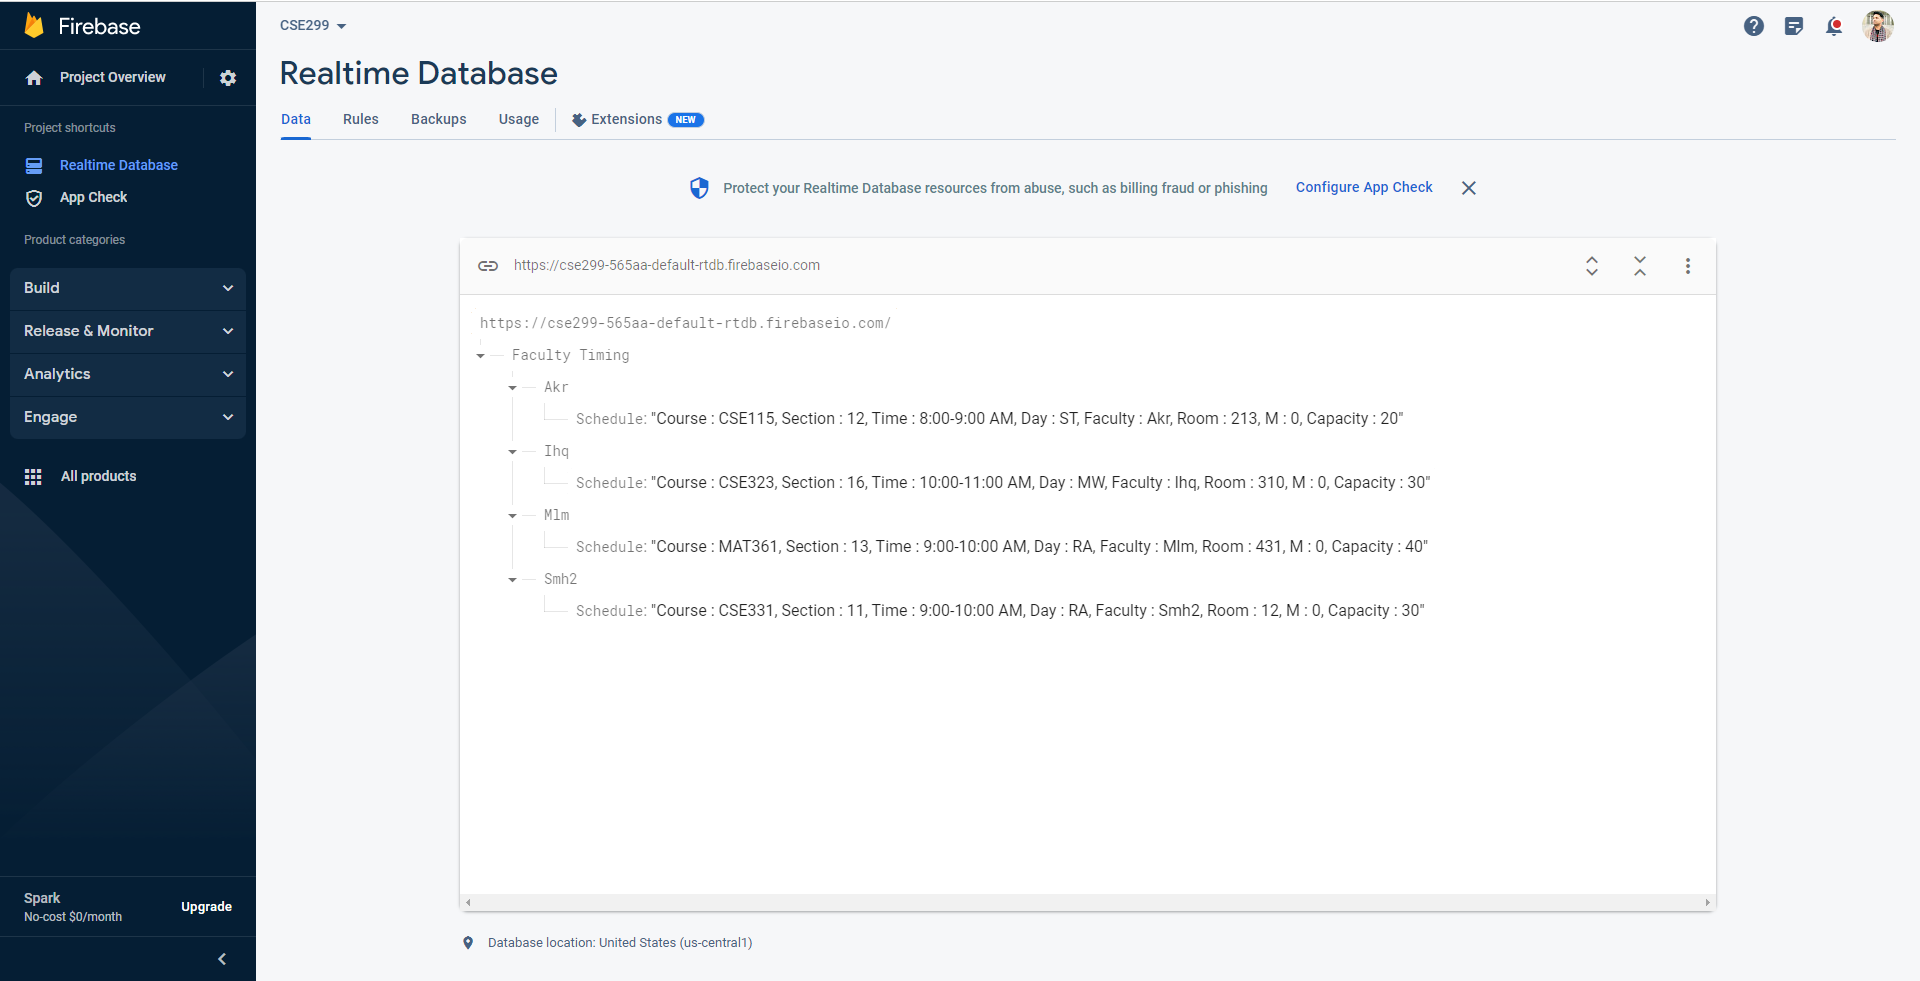 Firebase
Project Overview
Project shortcuts
Realtime Database
App Check
Product categories
Build
Release & Monitor
Analytics
Engage
All products
Spark
No-cost $0/month
Upgrade
CSE299
Realtime Database
Data Rules Backups Usage Extensions NEW
Protect your Realtime Database resources from abuse, such as billing fraud or phishing Configure App Check
https://cse299-565aa-default-rtdb.firebaseio.com
https://cse299-565aa-default-rtdb.firebaseio.com/
Faculty Timing
Akr
Schedule: "Course : CSE115, Section : 12, Time : 8:00-9:00 AM, Day : ST, Faculty : Akr, Room : 213, M : 0, Capacity : 20"
Ihq
Schedule: "Course : CSE323, Section : 16, Time : 10:00-11:00 AM, Day : MW, Faculty : Ihq, Room : 310, M : 0, Capacity : 30"
Mlm
Schedule: "Course : MAT361, Section : 13, Time : 9:00-10:00 AM, Day : RA, Faculty : Mlm, Room : 431, M : 0, Capacity : 40"
Smh2
Schedule: "Course : CSE331, Section : 11, Time : 9:00-10:00 AM, Day : RA, Faculty : Smh2, Room : 12, M : 0, Capacity : 30"
Database location: United States (us-central1)